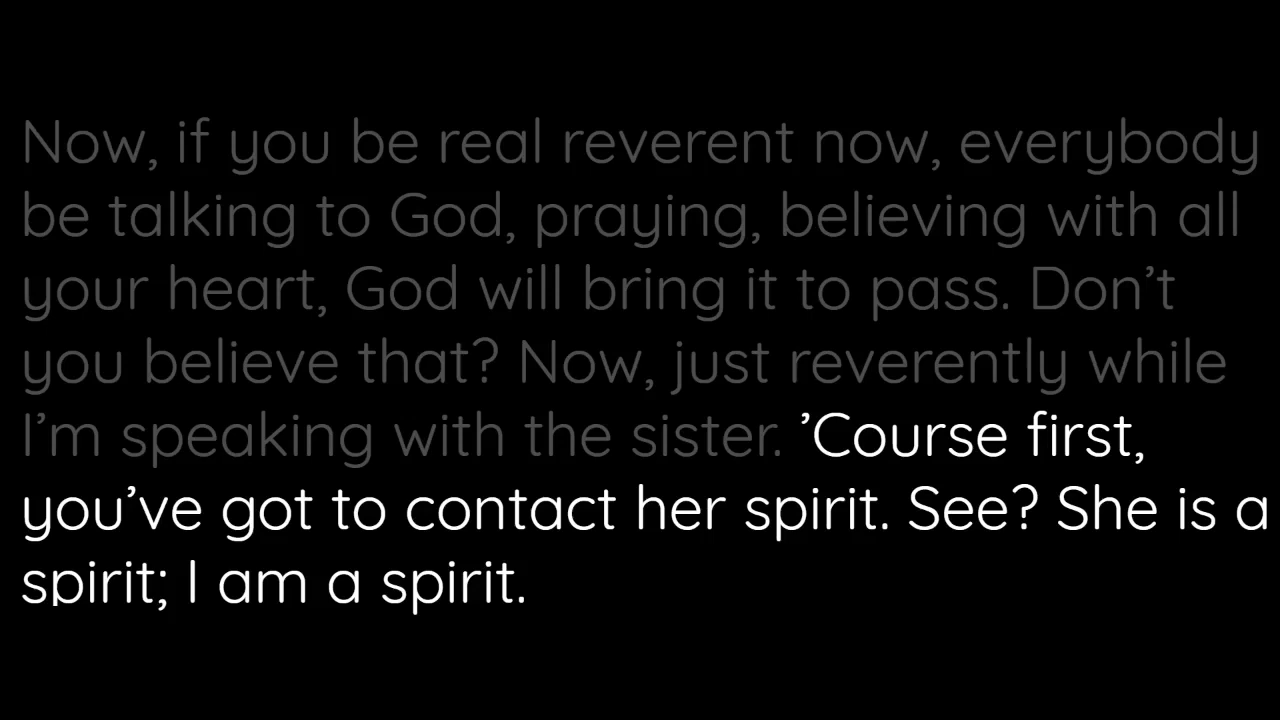 Now, if you be real reverent now, everybody
be talking to God, praying, believing with all
your heart, God will bring it to pass. Don’t
you believe that? Now, just reverently while
I’m speaking with the sister. ’Course first,
you’ve got to contact her spirit. See? She is a
spirit; I am a spirit.